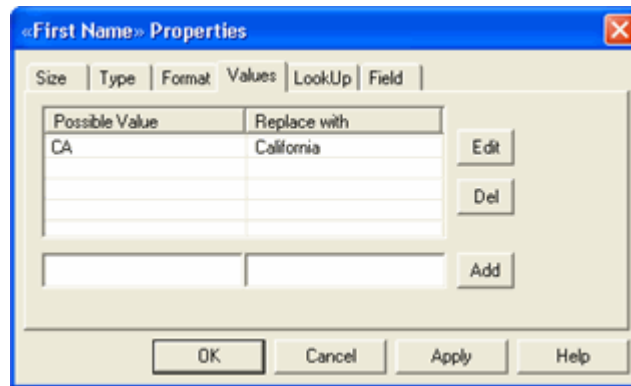 «First Name» Properties
Size Type Format Values LookUp Field
Possible Value Replace with
CA California
Edit
Del
Add
OK Cancel Apply Help